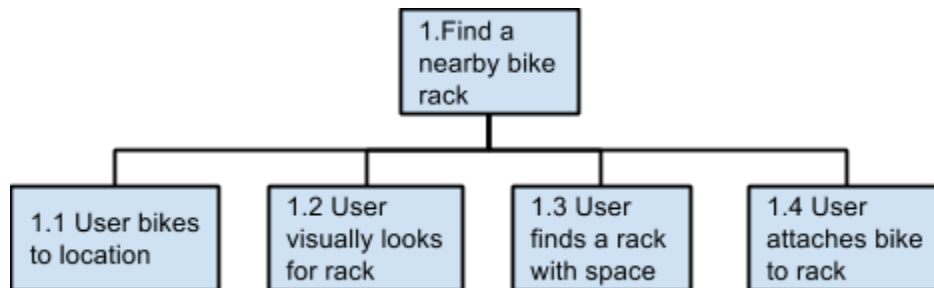 1.Find a
nearby bike
rack
1.1 User bikes
to location
1.2 User
visually looks
for rack
1.3 User
finds a rack
with space
1.4 User
attaches bike
to rack